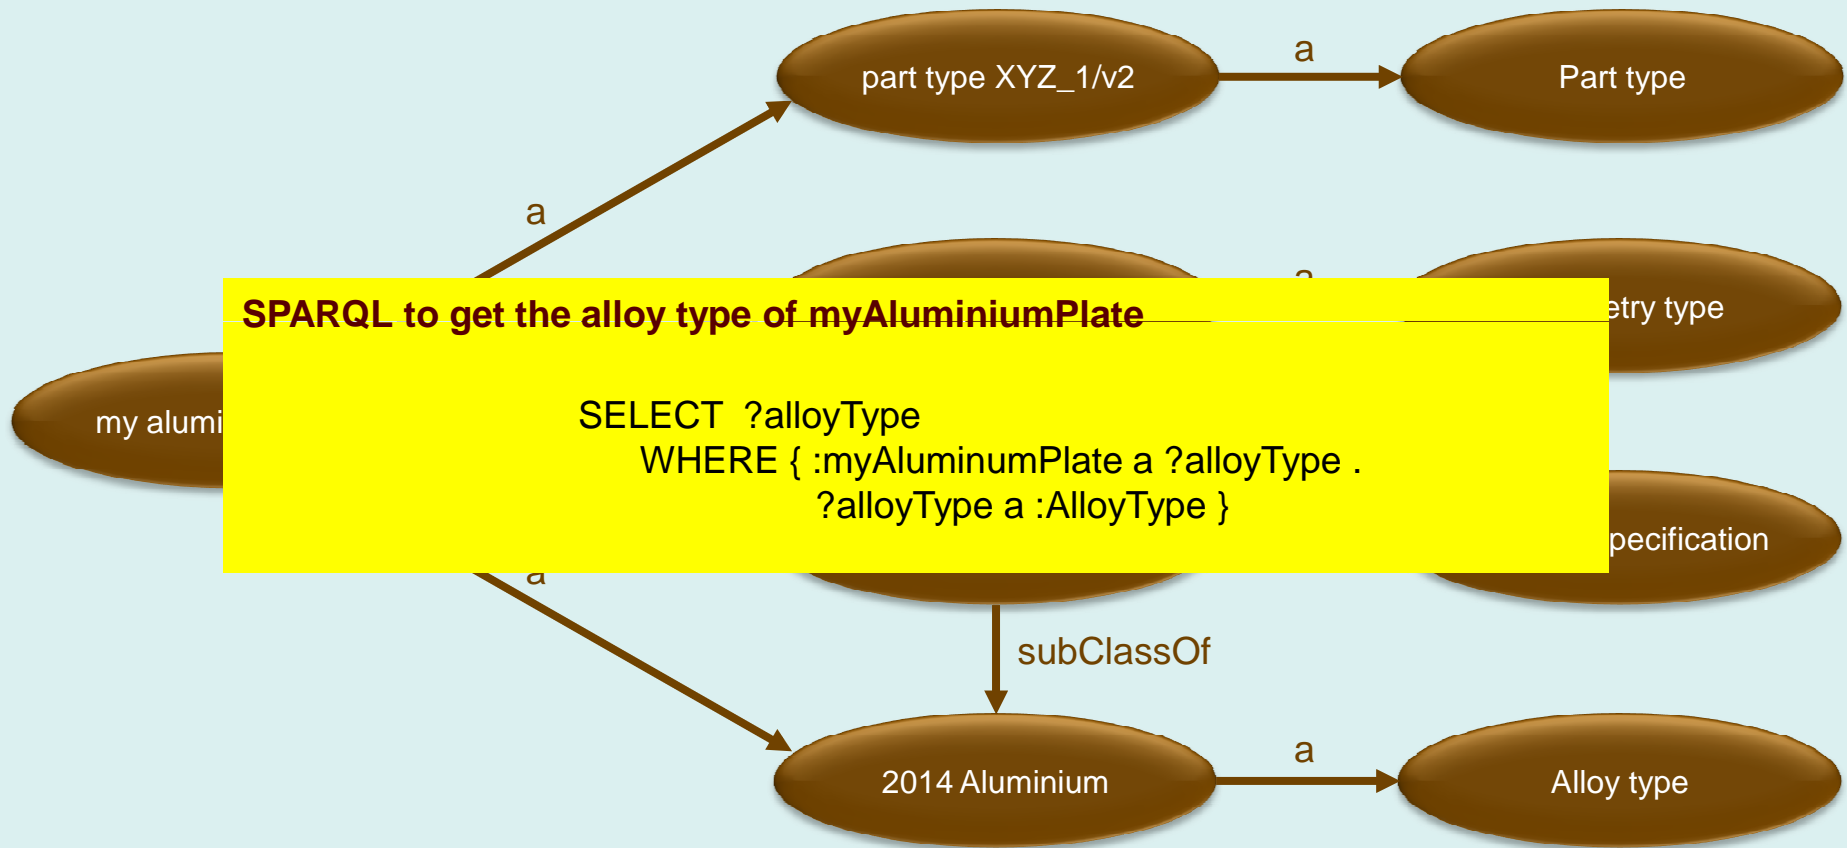 part type XYZ_1/v2
a
Part type
a
SPARQL to get the alloy type of myAluminiumPlate
a
etry type
my alumi
SELECT ?alloyType
WHERE { :myAluminumPlate a ?alloyType .
?alloyType a :AlloyType }
pecification
a
subClassOf
2014 Aluminium
a
Alloy type